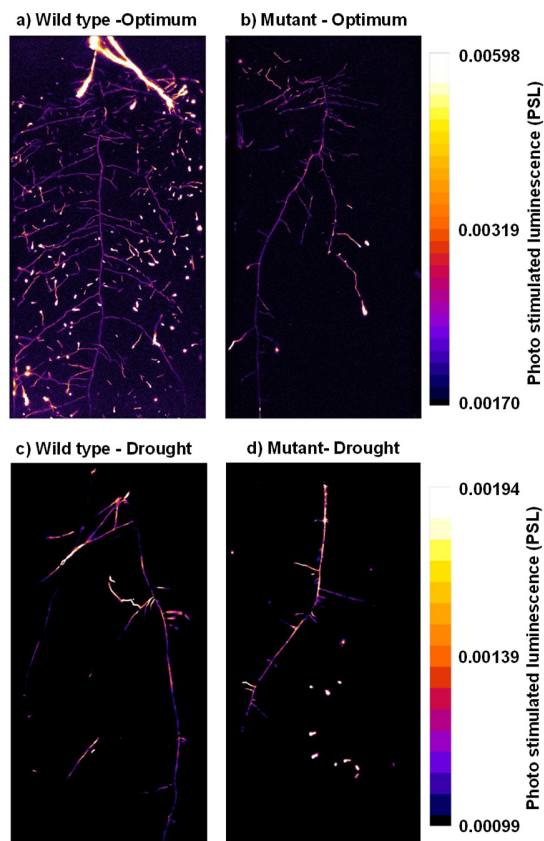 a) Wild type -Optimum
b) Mutant - Optimum
0.00598
0.00319
0.00170
Photo stimulated luminescence (PSL)
c) Wild type - Drought
d) Mutant- Drought
0.00194
0.00139
0.00099
Photo stimulated luminescence (PSL)